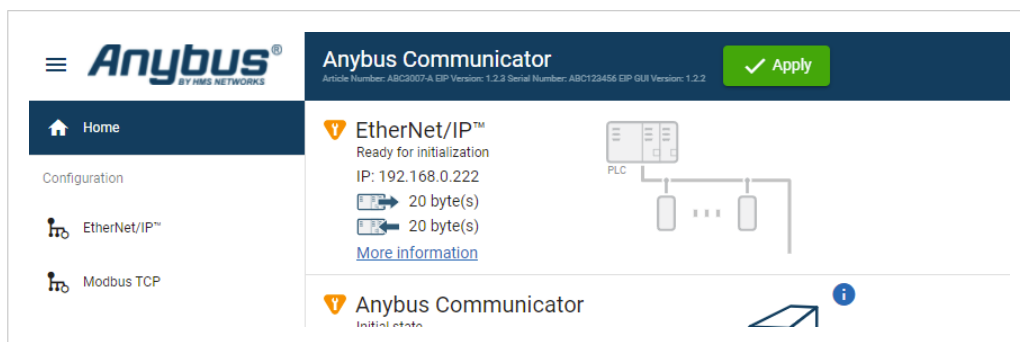 Anybus®
BY HMS NETWORKS
Anybus Communicator
Article Number: ABC3007-A EIP Version: 1.2.3 Serial Number: ABC123456 EIP GUI Version: 1.2.2
Apply
Home
Configuration
EtherNet/IP™
Modbus TCP
EtherNet/IP™
Ready for initialization
IP: 192.168.0.222
20 byte(s)
20 byte(s)
More information
PLC
Anybus Communicator
Initial state